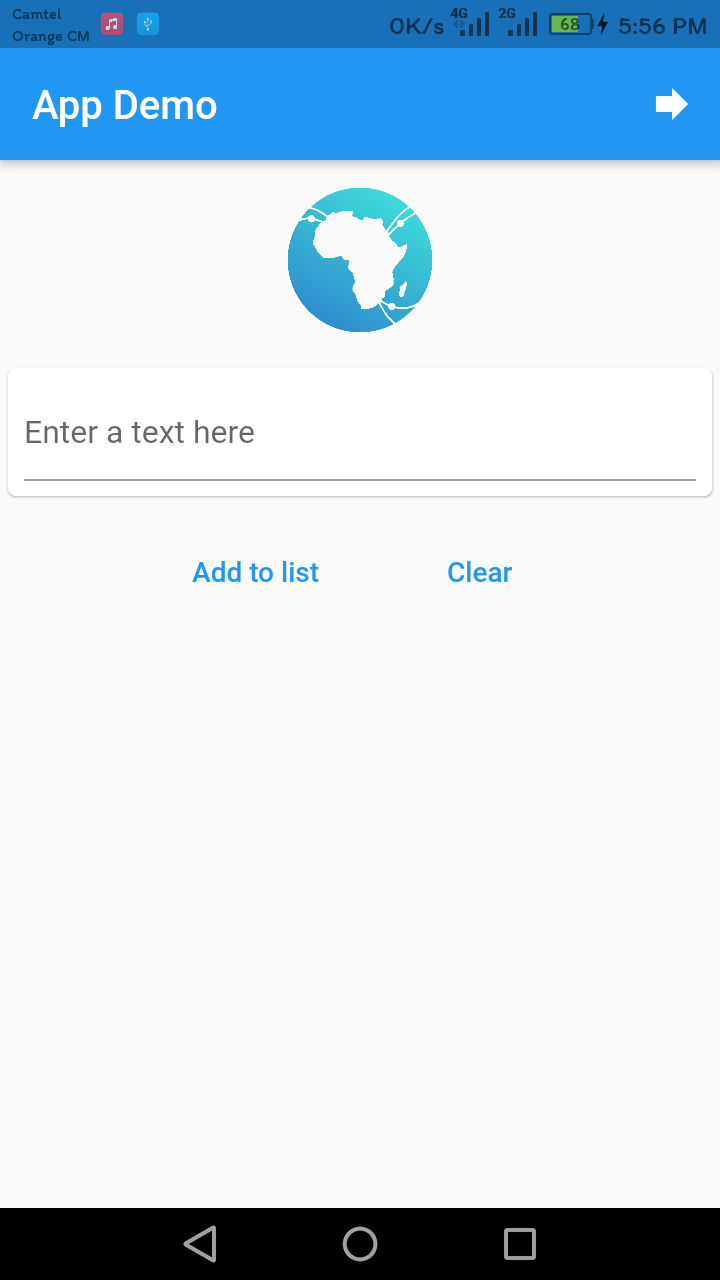 Camtel
Orange CM
0K/s 4G 2G 68 5:56 PM
App Demo
Enter a text here
Add to list Clear